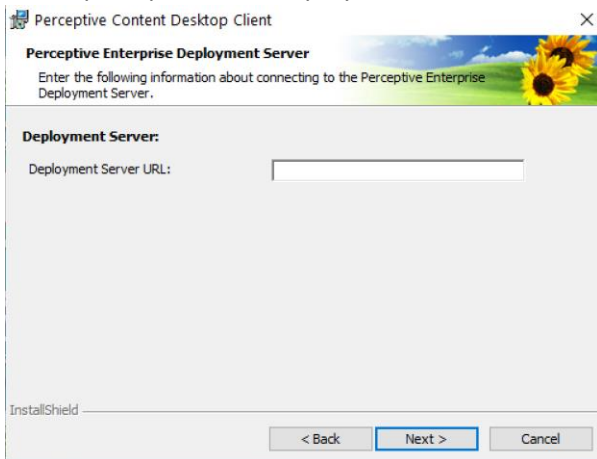 Perceptive Content Desktop Client
Perceptive Enterprise Deployment Server
Enter the following information about connecting to the Perceptive Enterprise
Deployment Server.
Deployment Server:
Deployment Server URL:
InstallShield
< Back
Next >
Cancel